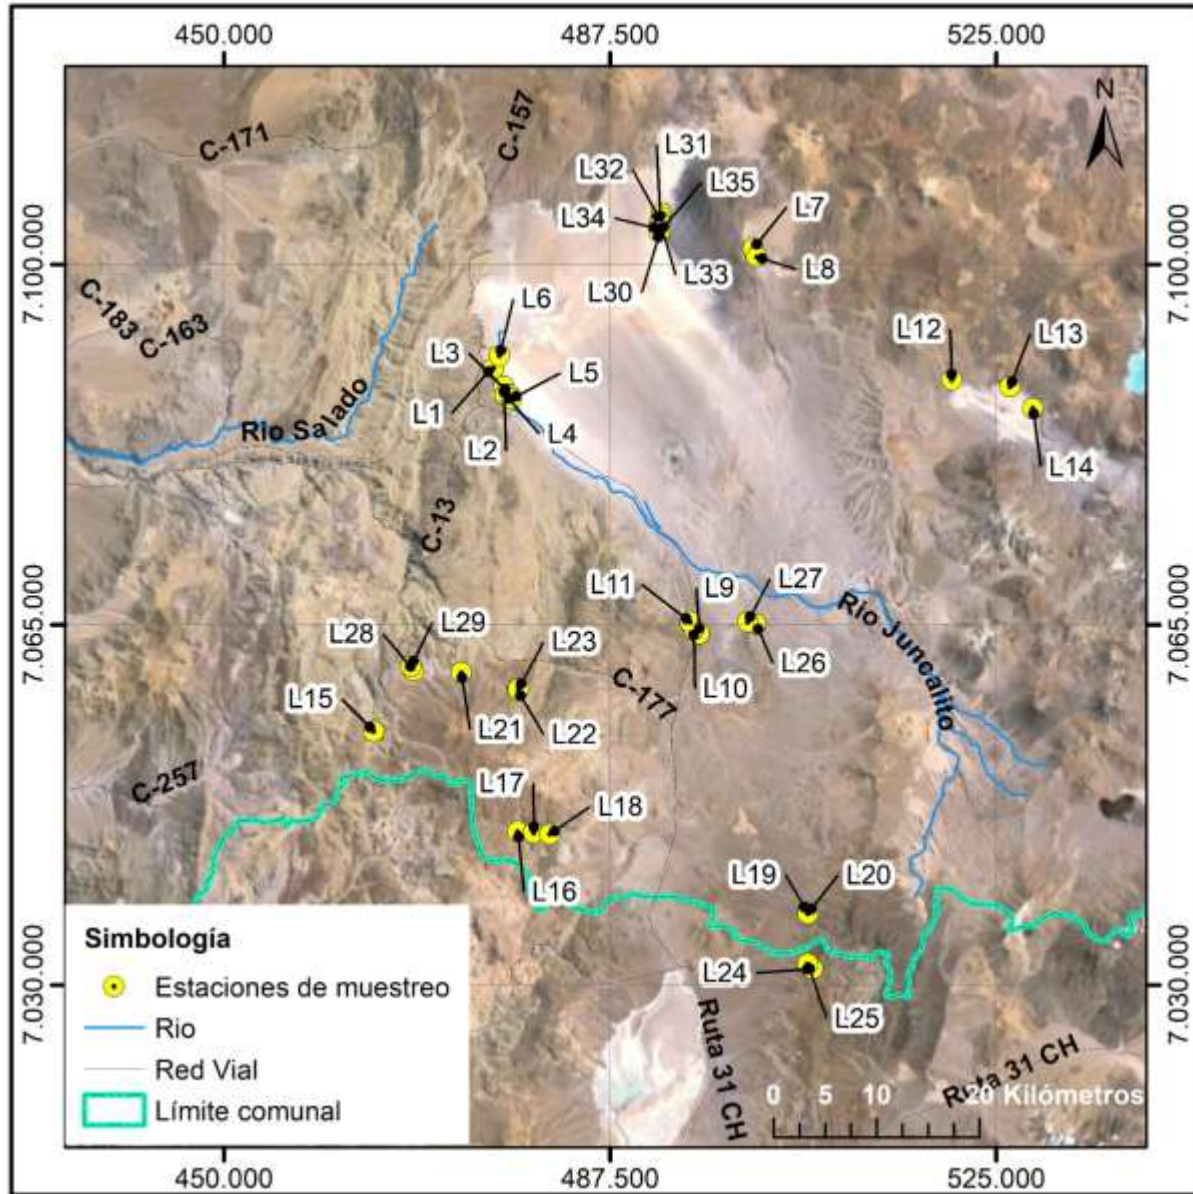 450.000 487.500 525.000
C-171
C-157
N
L31
L32
L35
L7
L34
L8
L33
L30
7.100.000
7.100.000
C-183
C-163
L6
L12
L13
L3
L5
L1
L4
L2
L14
Rio Salado
C-13
L27
L9
L11
Rio Juncalito
7.065.000
7.065.000
L28
L29
L23
L26
L10
L15
C-177
L21
L22
C-257
L17
L18
L19
L20
L16
L24
L25
7.030.000
7.030.000
Ruta 31 CH
Ruta 31 CH
0 5 10 20 Kilómetros
Simbología
Estaciones de muestreo
Rio
Red Vial
Límite comunal
450.000 487.500 525.000